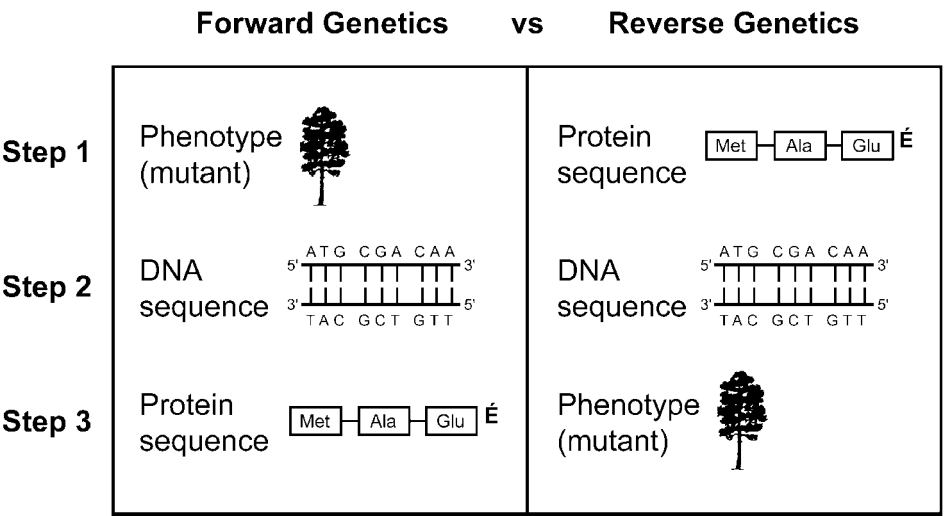 Forward Genetics vs Reverse Genetics
Step 1
Phenotype
(mutant)
Protein
sequence
Met Ala Glu É
Step 2
DNA
sequence
ATG CGA CAA
5' 3'
3' 5'
TAC GCT GTT
DNA
sequence
ATG CGA CAA
5' 3'
3' 5'
TAC GCT GTT
Step 3
Protein
sequence
Met Ala Glu É
Phenotype
(mutant)